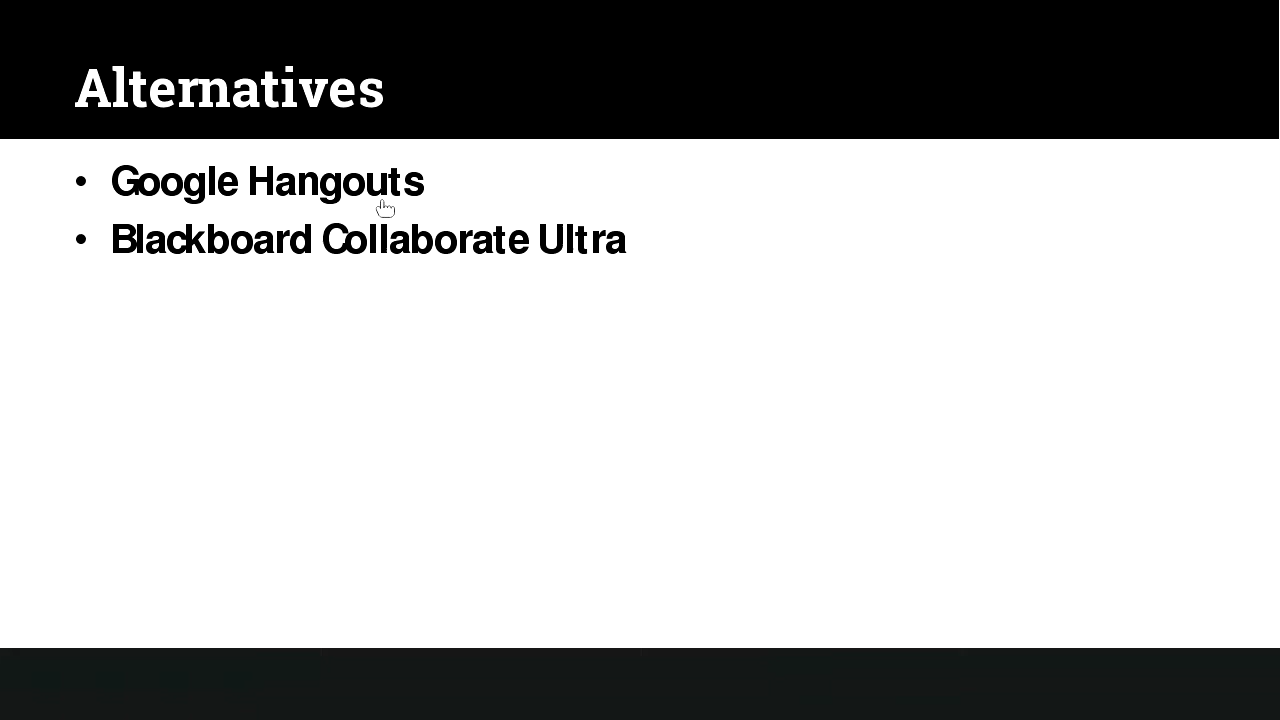 Alternatives
• Google Hangouts
• Blackboard Collaborate Ultra